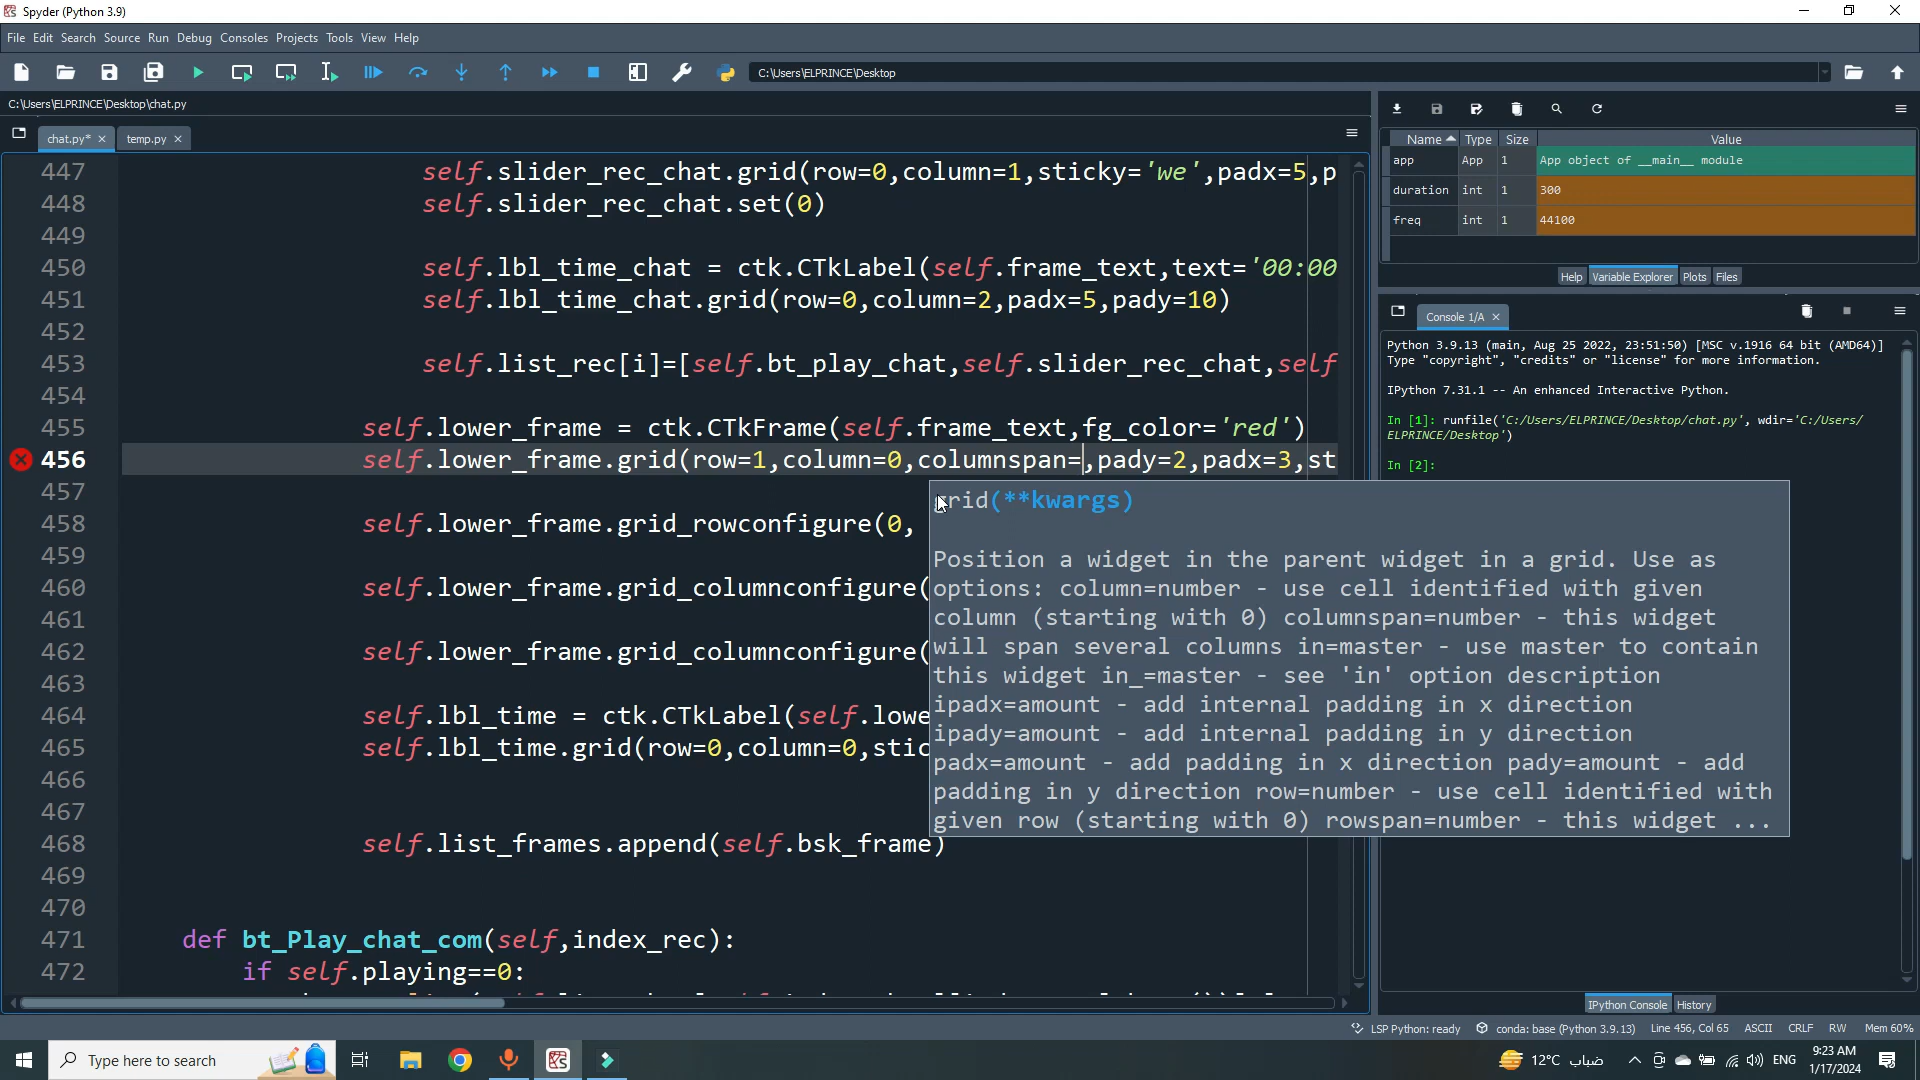 Spyder (Python 3.9)
File Edit Search Source Run Debug Consoles Projects Tools View Help
C:\Users\ELPRINCE\Desktop
C:\Users\ELPRINCE\Desktop\chat.py
chat.py*
temp.py
447 self.slider_rec_chat.grid(row=0,column=1,sticky='we',padx=5,p
448 self.slider_rec_chat.set(0)
449
450 self.lbl_time_chat = ctk.CTkLabel(self.frame_text,text='00:00
451 self.lbl_time_chat.grid(row=0,column=2,padx=5,pady=10)
452
453 self.list_rec[i]=[self.bt_play_chat,self.slider_rec_chat,self
454
455 self.lower_frame = ctk.CTkFrame(self.frame_text,fg_color='red')
456 self.lower_frame.grid(row=1,column=0,columnspan=,pady=2,padx=3,st
457
458 self.lower_frame.grid_rowconfigure(0,
459
460 self.lower_frame.grid_columnconfigure(
461
462 self.lower_frame.grid_columnconfigure(
463
464 self.lbl_time = ctk.CTkLabel(self.lowe
465 self.lbl_time.grid(row=0,column=0,stic
466
467
468 self.list_frames.append(self.bsk_frame)
469
470
471 def bt_Play_chat_com(self,index_rec):
472 if self.playing==0:
grid(**kwargs)
Position a widget in the parent widget in a grid. Use as
options: column=number - use cell identified with given
column (starting with 0) columnspan=number - this widget
will span several columns in=master - use master to contain
this widget in_=master - see 'in' option description
ipadx=amount - add internal padding in x direction
ipady=amount - add internal padding in y direction
padx=amount - add padding in x direction pady=amount - add
padding in y direction row=number - use cell identified with
given row (starting with 0) rowspan=number - this widget ...
Name Type Size Value
app App 1 App object of __main__ module
duration int 1 300
freq int 1 44100
Help Variable Explorer Plots Files
Console 1/A
Python 3.9.13 (main, Aug 25 2022, 23:51:50) [MSC v.1916 64 bit (AMD64)]
Type "copyright", "credits" or "license" for more information.
IPython 7.31.1 -- An enhanced Interactive Python.
In [1]: runfile('C:/Users/ELPRINCE/Desktop/chat.py', wdir='C:/Users/
ELPRINCE/Desktop')
In [2]:
IPython Console History
LSP Python: ready conda: base (Python 3.9.13) Line 456, Col 65 ASCII CRLF RW Mem 60%
Type here to search
12°C ضباب
ENG
9:23 AM
1/17/2024